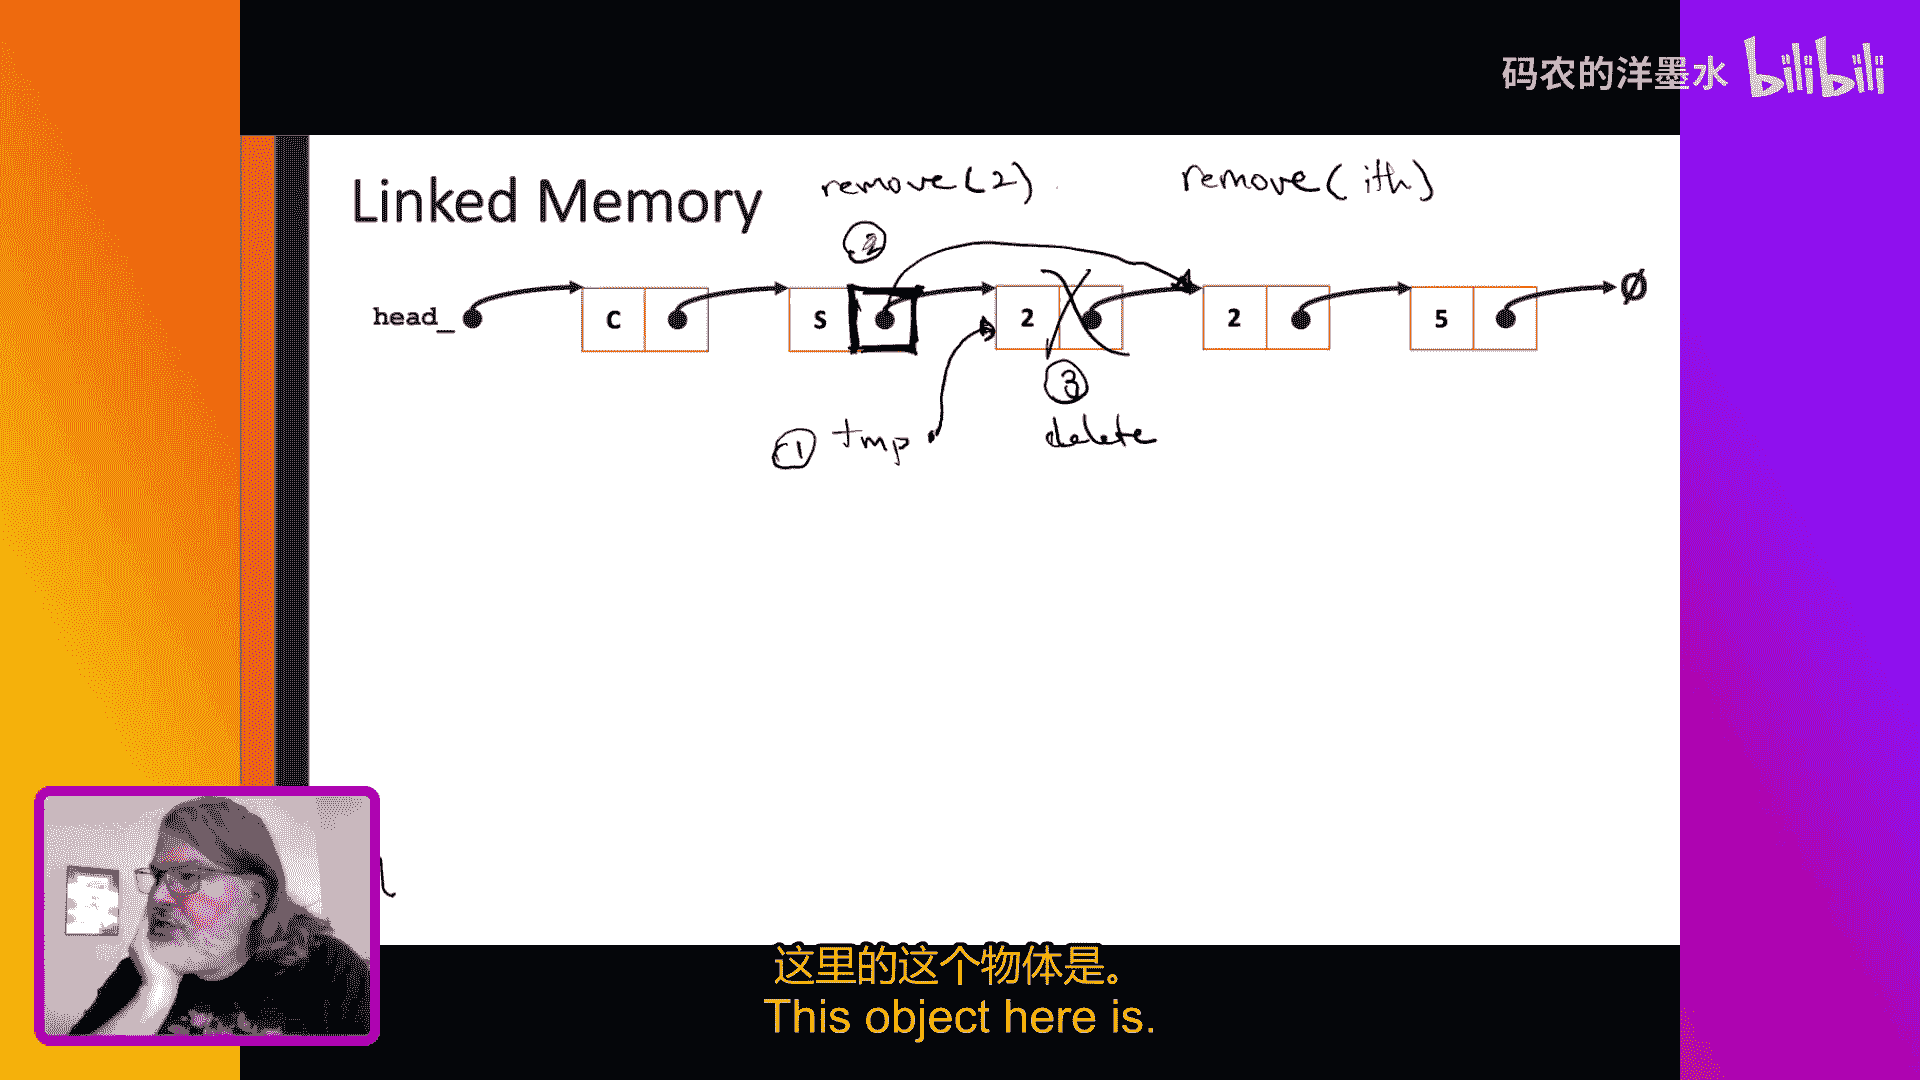 码农的洋墨水 bilibili
Linked Memory remove(2) remove(ith)
2
head_ C S 2 2 5 Ø
3
1 tmp delete
这里的这个物体是。
This object here is.